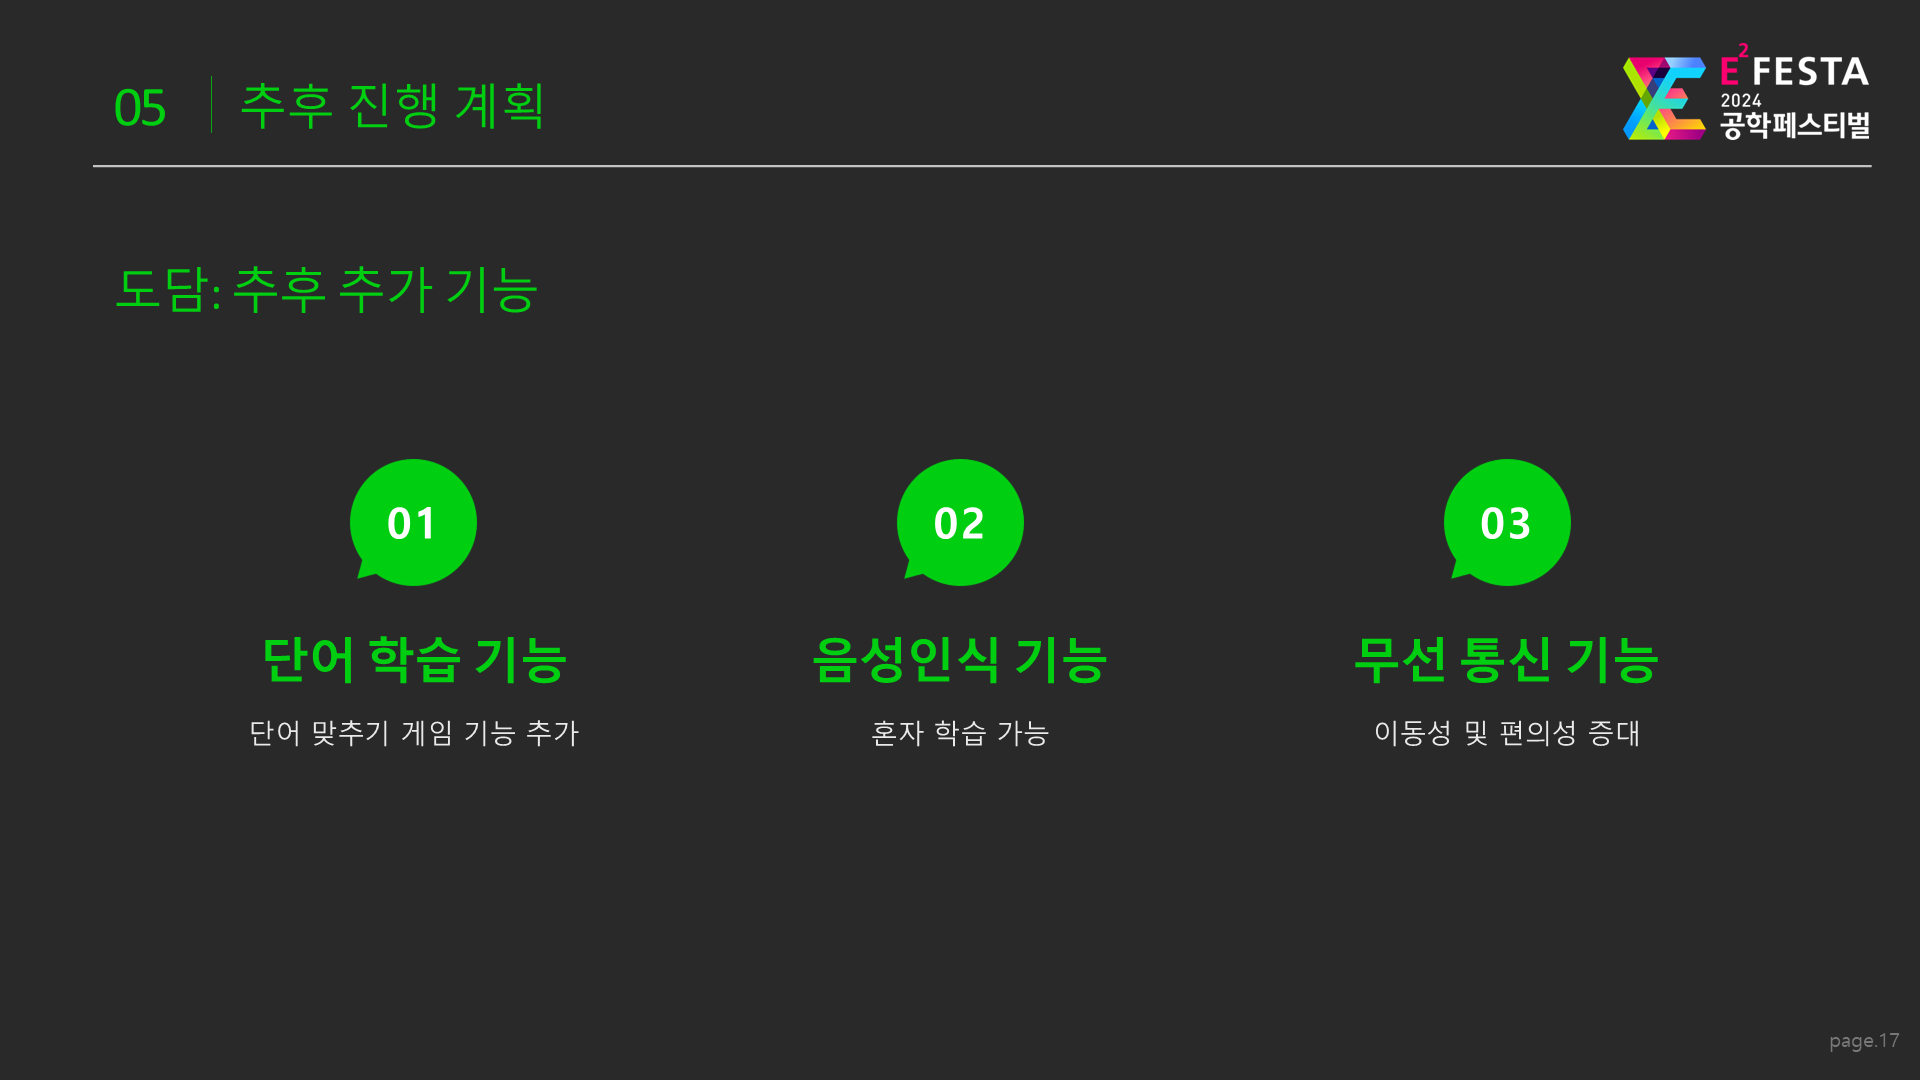 05
추후 진행 계획
E² FESTA
2024
공학페스티벌
도담: 추후 추가 기능
01
02
03
단어 학습 기능
음성인식 기능
무선 통신 기능
단어 맞추기 게임 기능 추가
혼자 학습 가능
이동성 및 편의성 증대
page.17